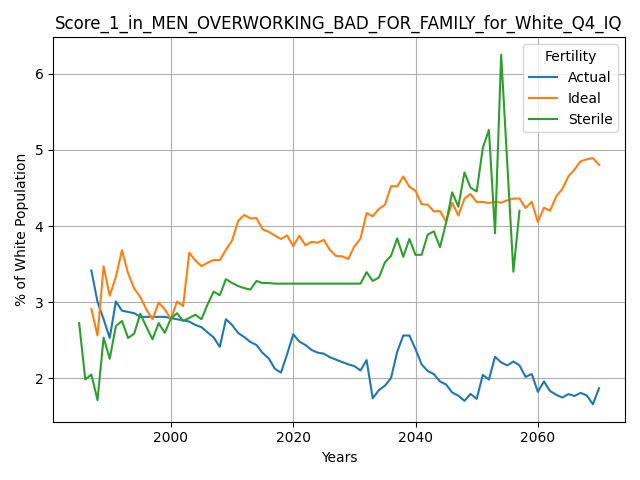 Score_1_in_MEN_OVERWORKING_BAD_FOR_FAMILY_for_White_Q4_IQ
Fertility
Actual
Ideal
Sterile
% of White Population
6
5
4
3
2
2000 2020 2040 2060
Years